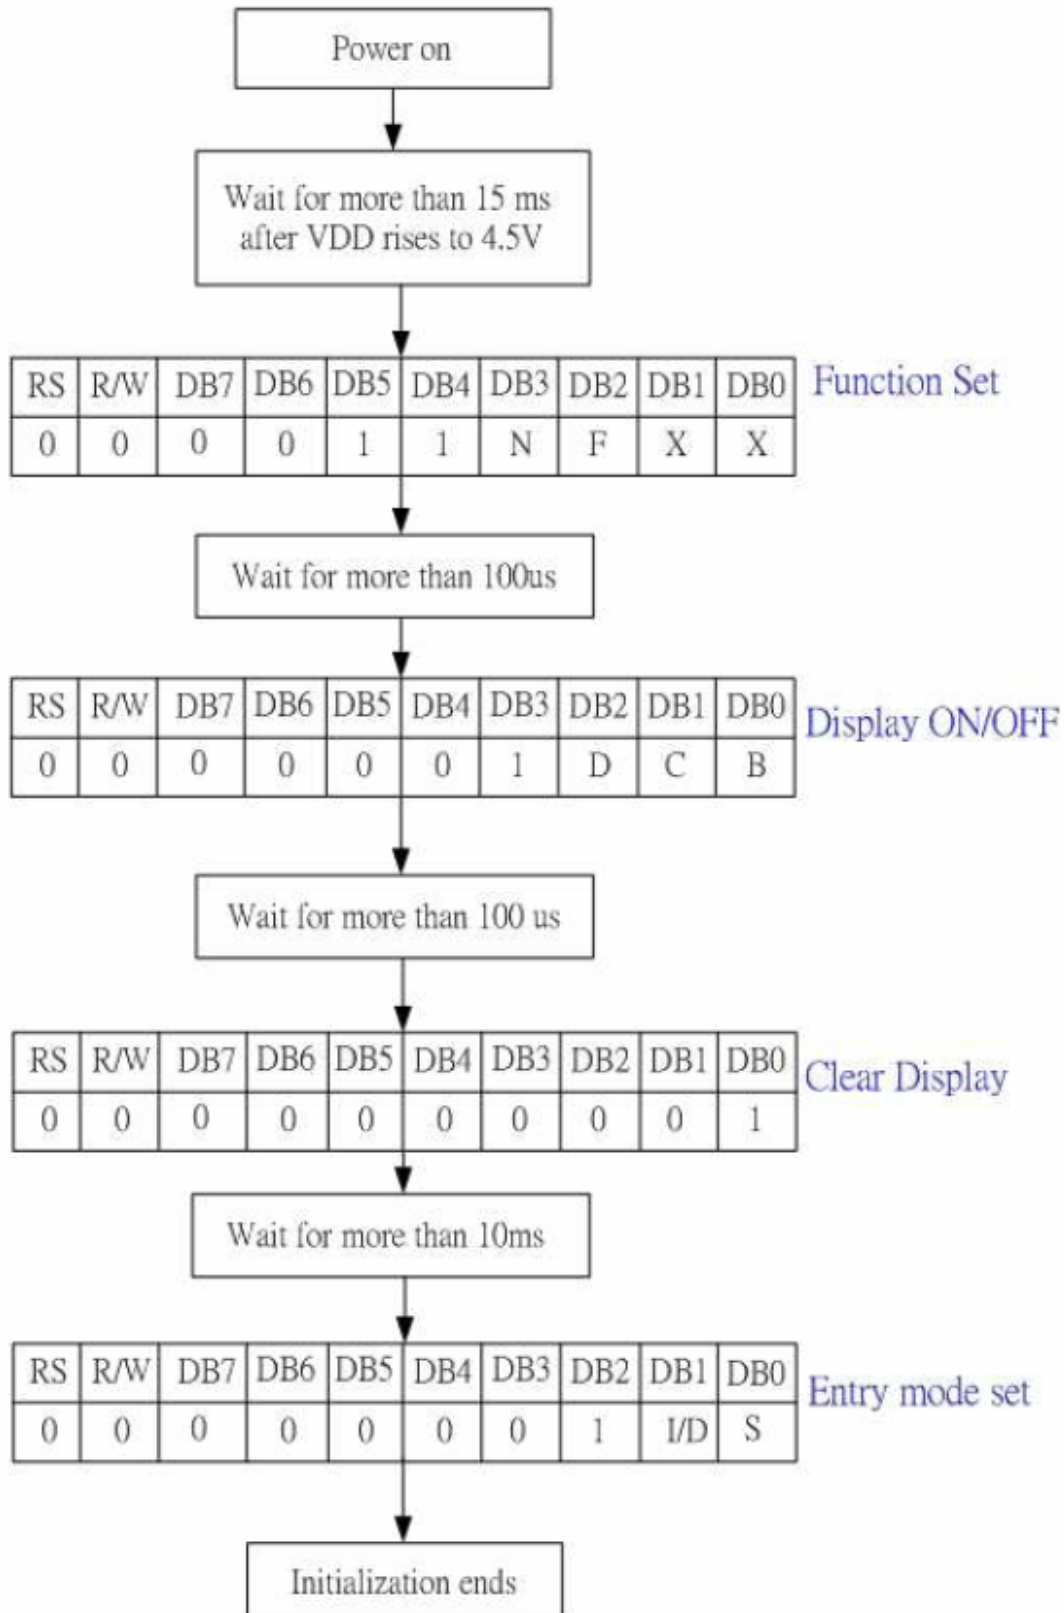 Power on
Wait for more than 15 ms
after VDD rises to 4.5V
RS R/W DB7 DB6 DB5 DB4 DB3 DB2 DB1 DB0
Function Set
0 0 0 0 1 1 N F X X
Wait for more than 100us
RS R/W DB7 DB6 DB5 DB4 DB3 DB2 DB1 DB0
Display ON/OFF
0 0 0 0 0 0 1 D C B
Wait for more than 100 us
RS R/W DB7 DB6 DB5 DB4 DB3 DB2 DB1 DB0
Clear Display
0 0 0 0 0 0 0 0 0 1
Wait for more than 10ms
RS R/W DB7 DB6 DB5 DB4 DB3 DB2 DB1 DB0
Entry mode set
0 0 0 0 0 0 0 1 I/D S
Initialization ends